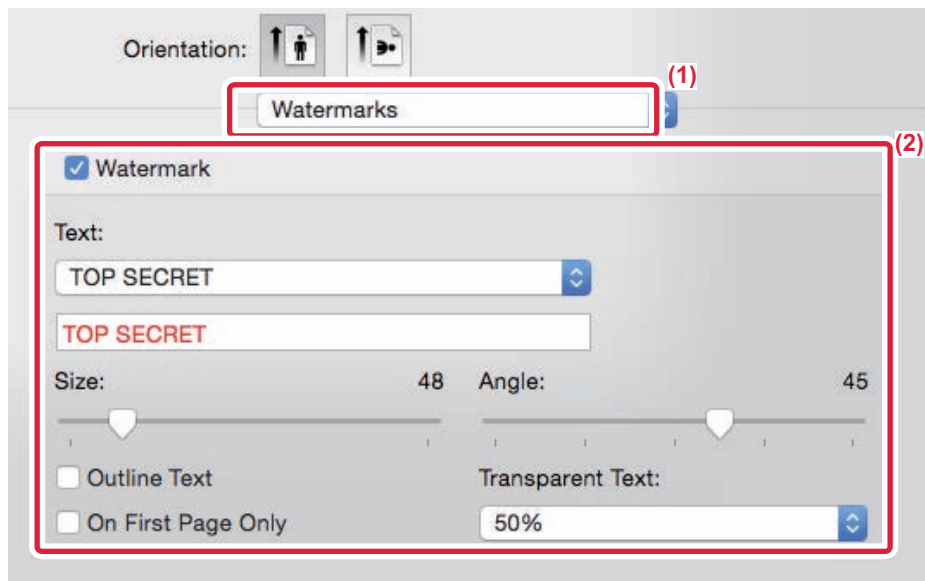 Orientation:
(1)
Watermarks
(2)
Watermark
Text:
TOP SECRET
TOP SECRET
Size: 48 Angle: 45
Outline Text Transparent Text:
On First Page Only 50%